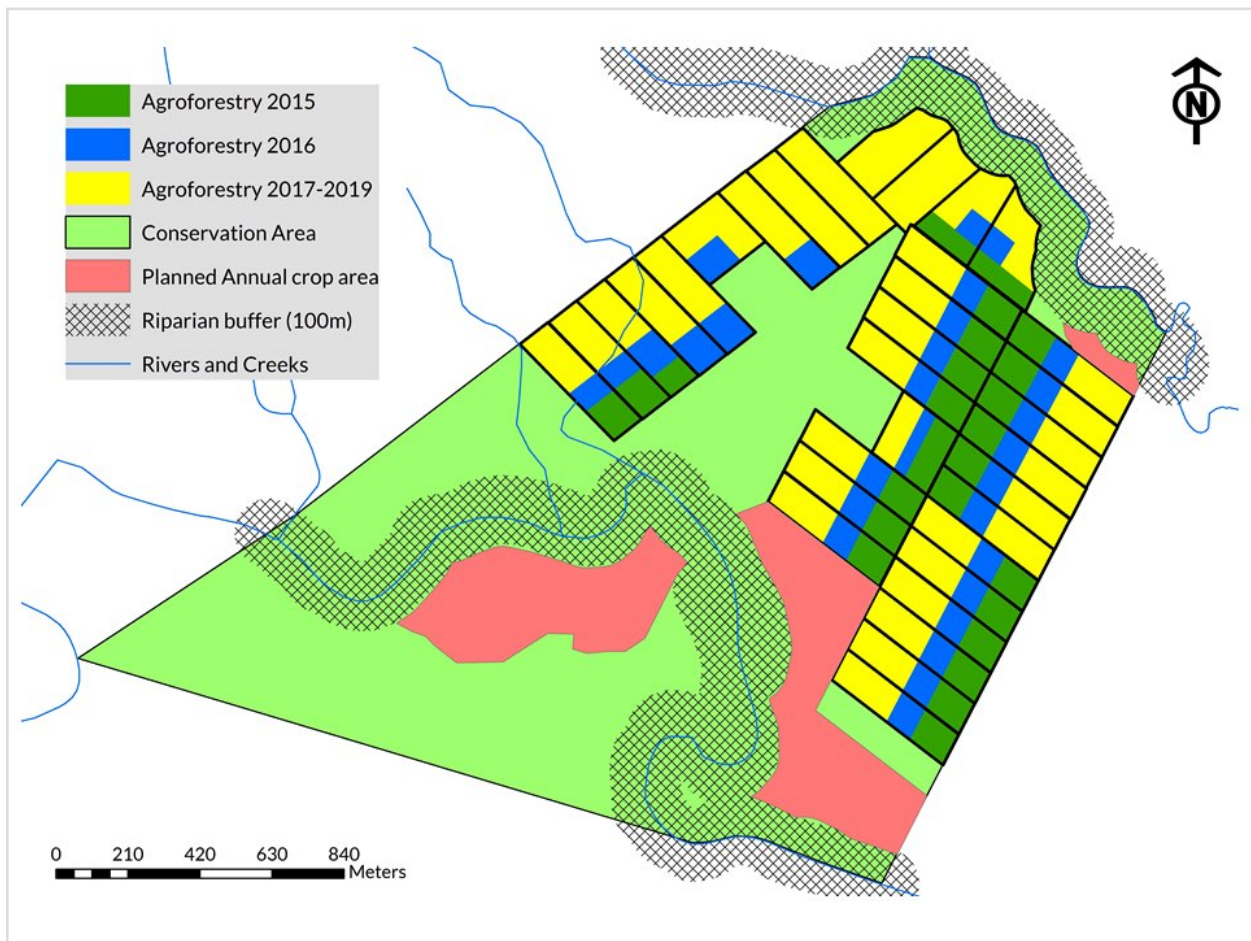 Agroforestry 2015
Agroforestry 2016
Agroforestry 2017-2019
Conservation Area
Planned Annual crop area
Riparian buffer (100m)
Rivers and Creeks
N
0 210 420 630 840
Meters